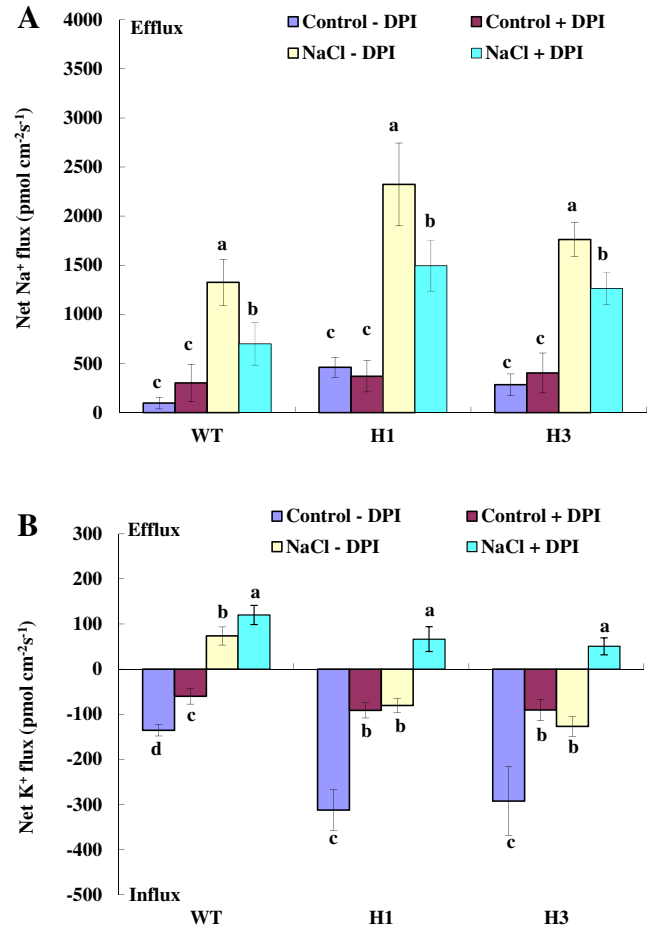 A
Efflux
Control - DPI
Control + DPI
NaCl - DPI
NaCl + DPI
Net Na⁺ flux (pmol cm⁻²s⁻¹)
4000
3500
3000
2500
2000
1500
1000
500
0
c
c
a
b
c
c
a
b
c
c
a
b
WT
H1
H3
B
Efflux
Control - DPI
Control + DPI
NaCl - DPI
NaCl + DPI
Net K⁺ flux (pmol cm⁻²s⁻¹)
300
200
100
0
-100
-200
-300
-400
-500
d
c
b
a
c
b
b
a
c
b
b
a
Influx
WT
H1
H3